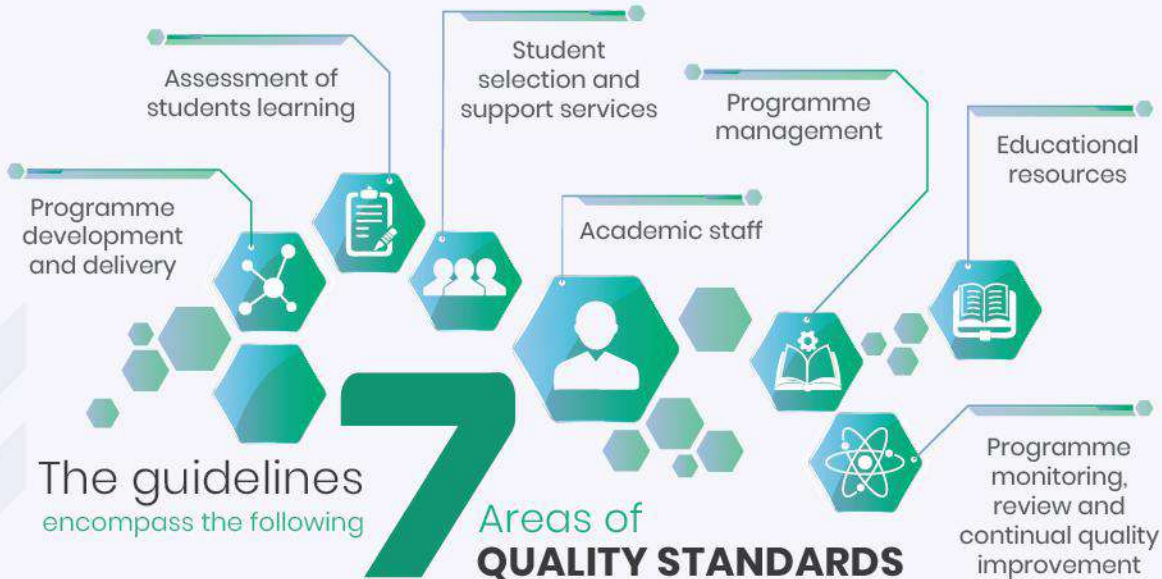 Assessment of
students learning
Student
selection and
support services
Programme
management
Educational
resources
Programme
development
and delivery
Academic staff
The guidelines
encompass the following
7
Areas of
QUALITY STANDARDS
Programme
monitoring,
review and
continual quality
improvement